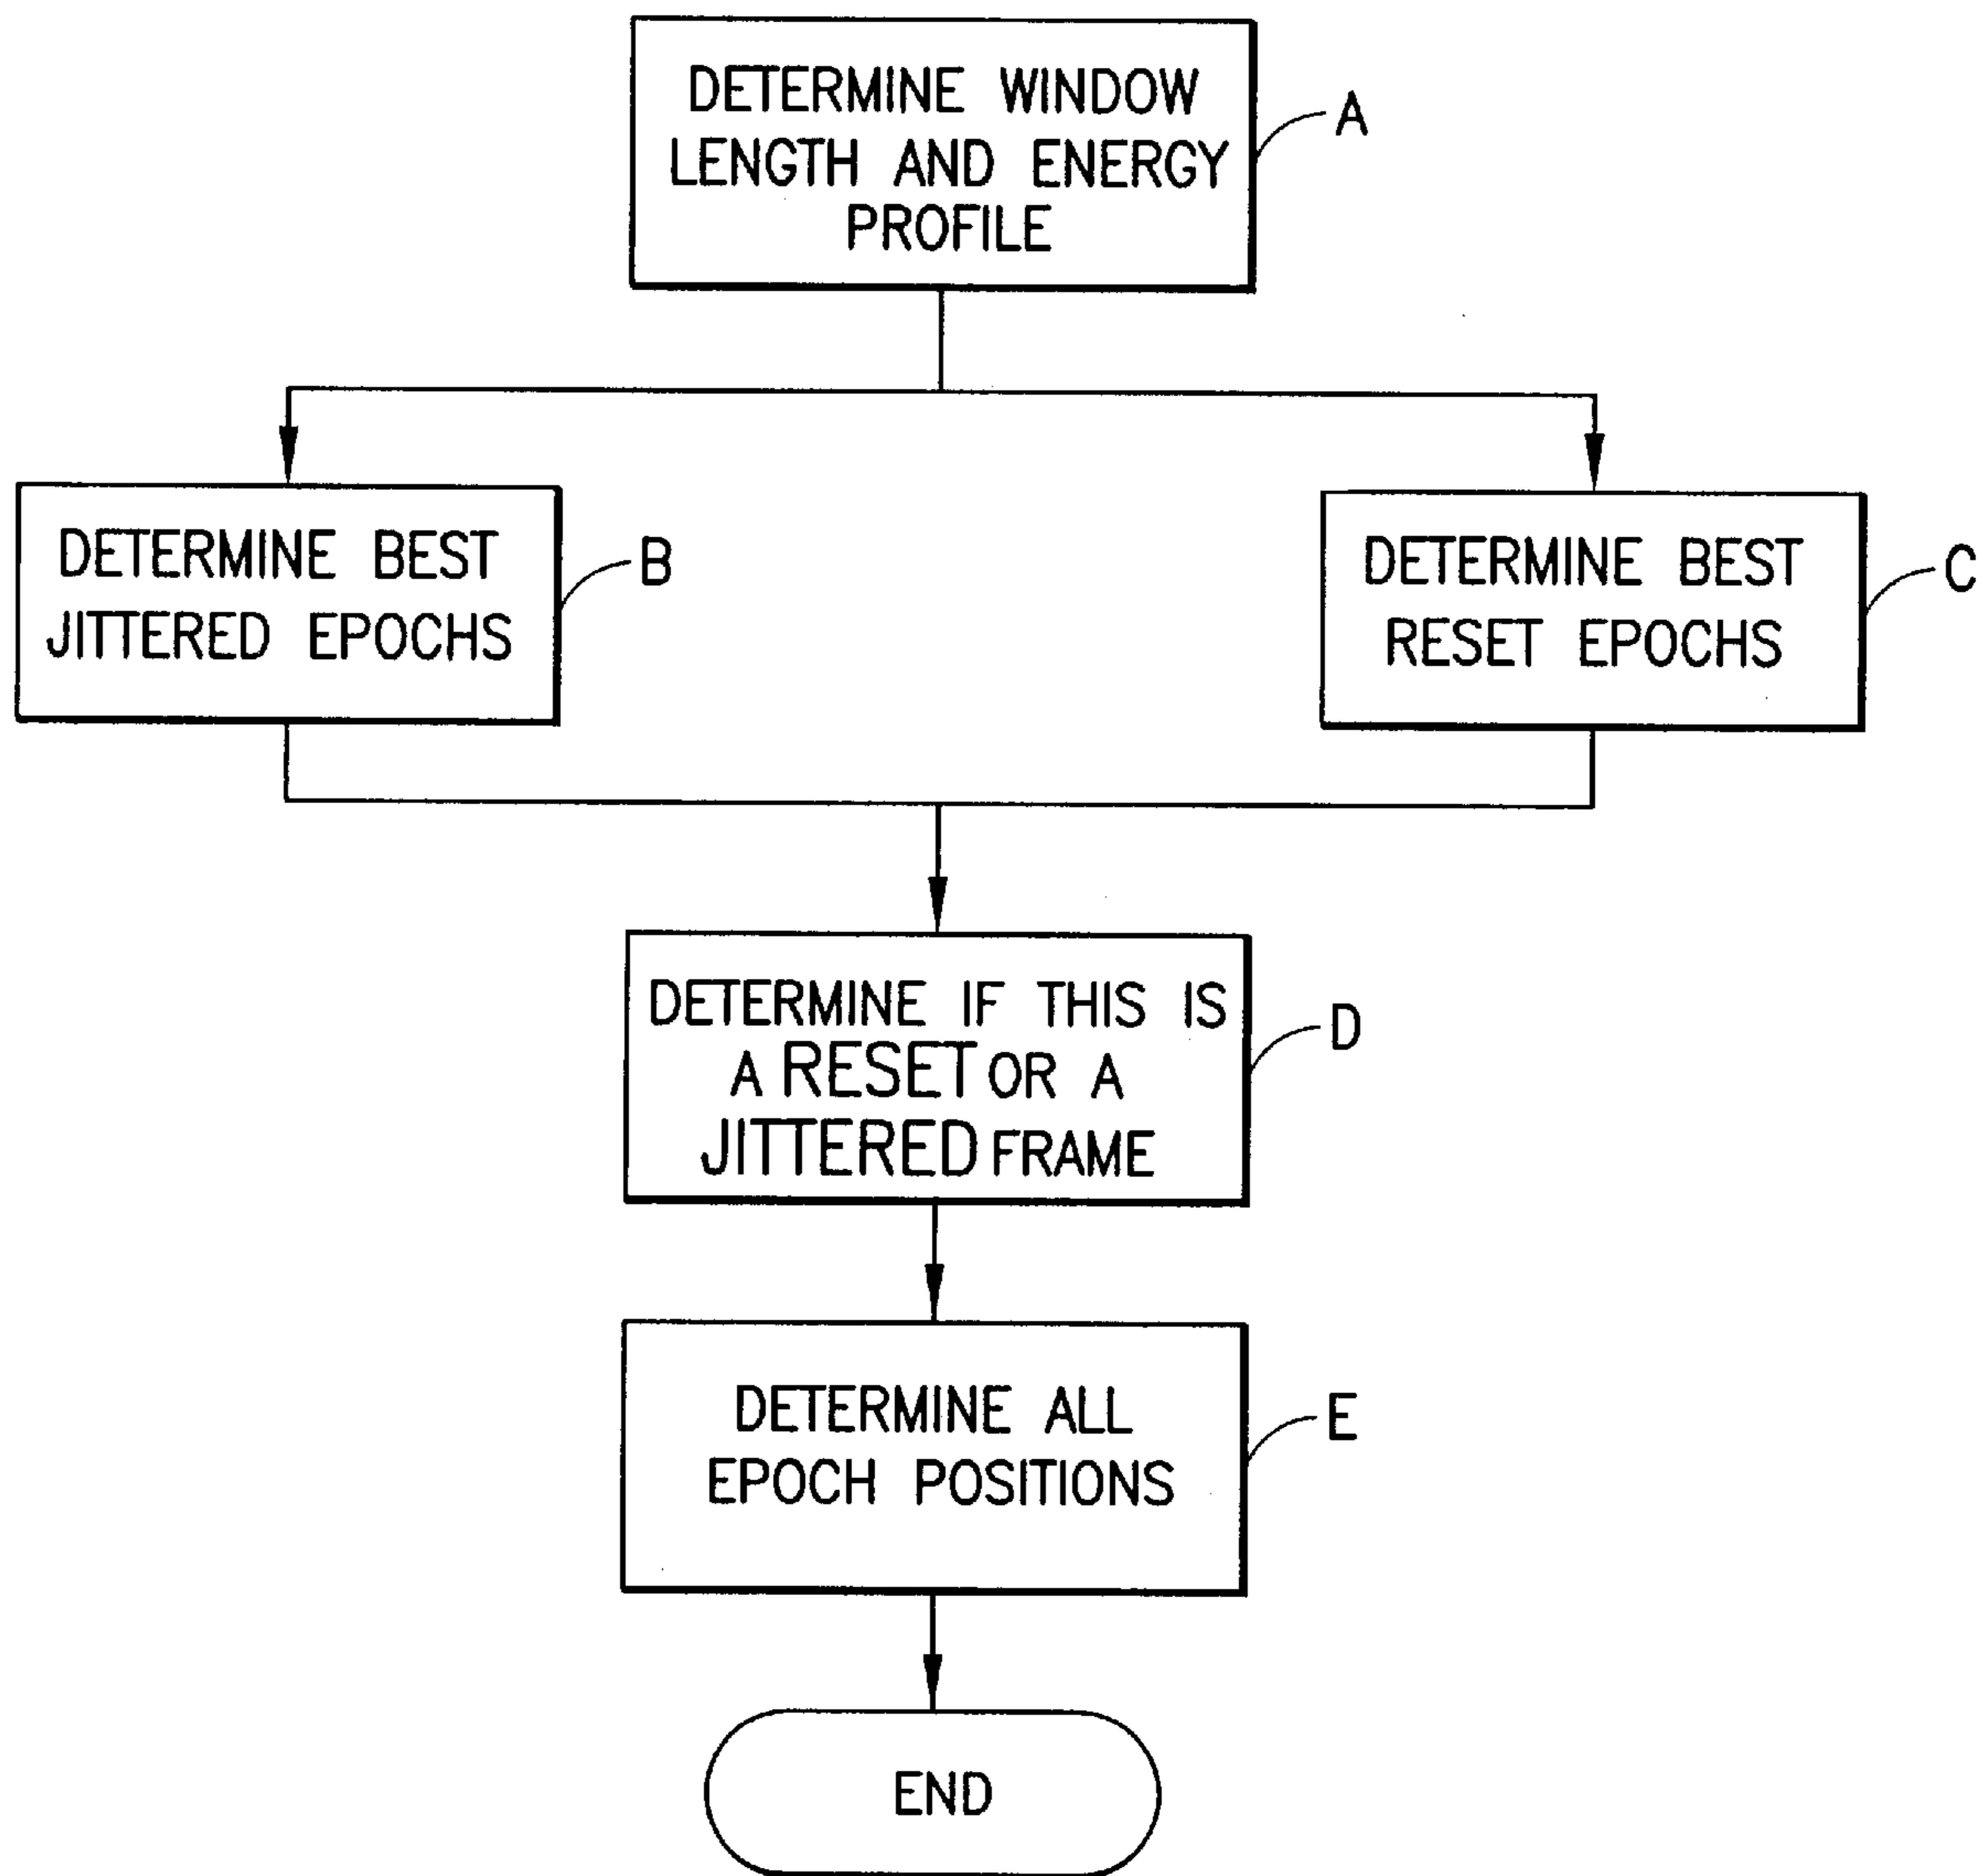 DETERMINE WINDOW
LENGTH AND ENERGY
PROFILE
A
DETERMINE BEST
JITTERED EPOCHS
B
DETERMINE BEST
RESET EPOCHS
C
DETERMINE IF THIS IS
A RESET OR A
JITTERED FRAME
D
DETERMINE ALL
EPOCH POSITIONS
E
END